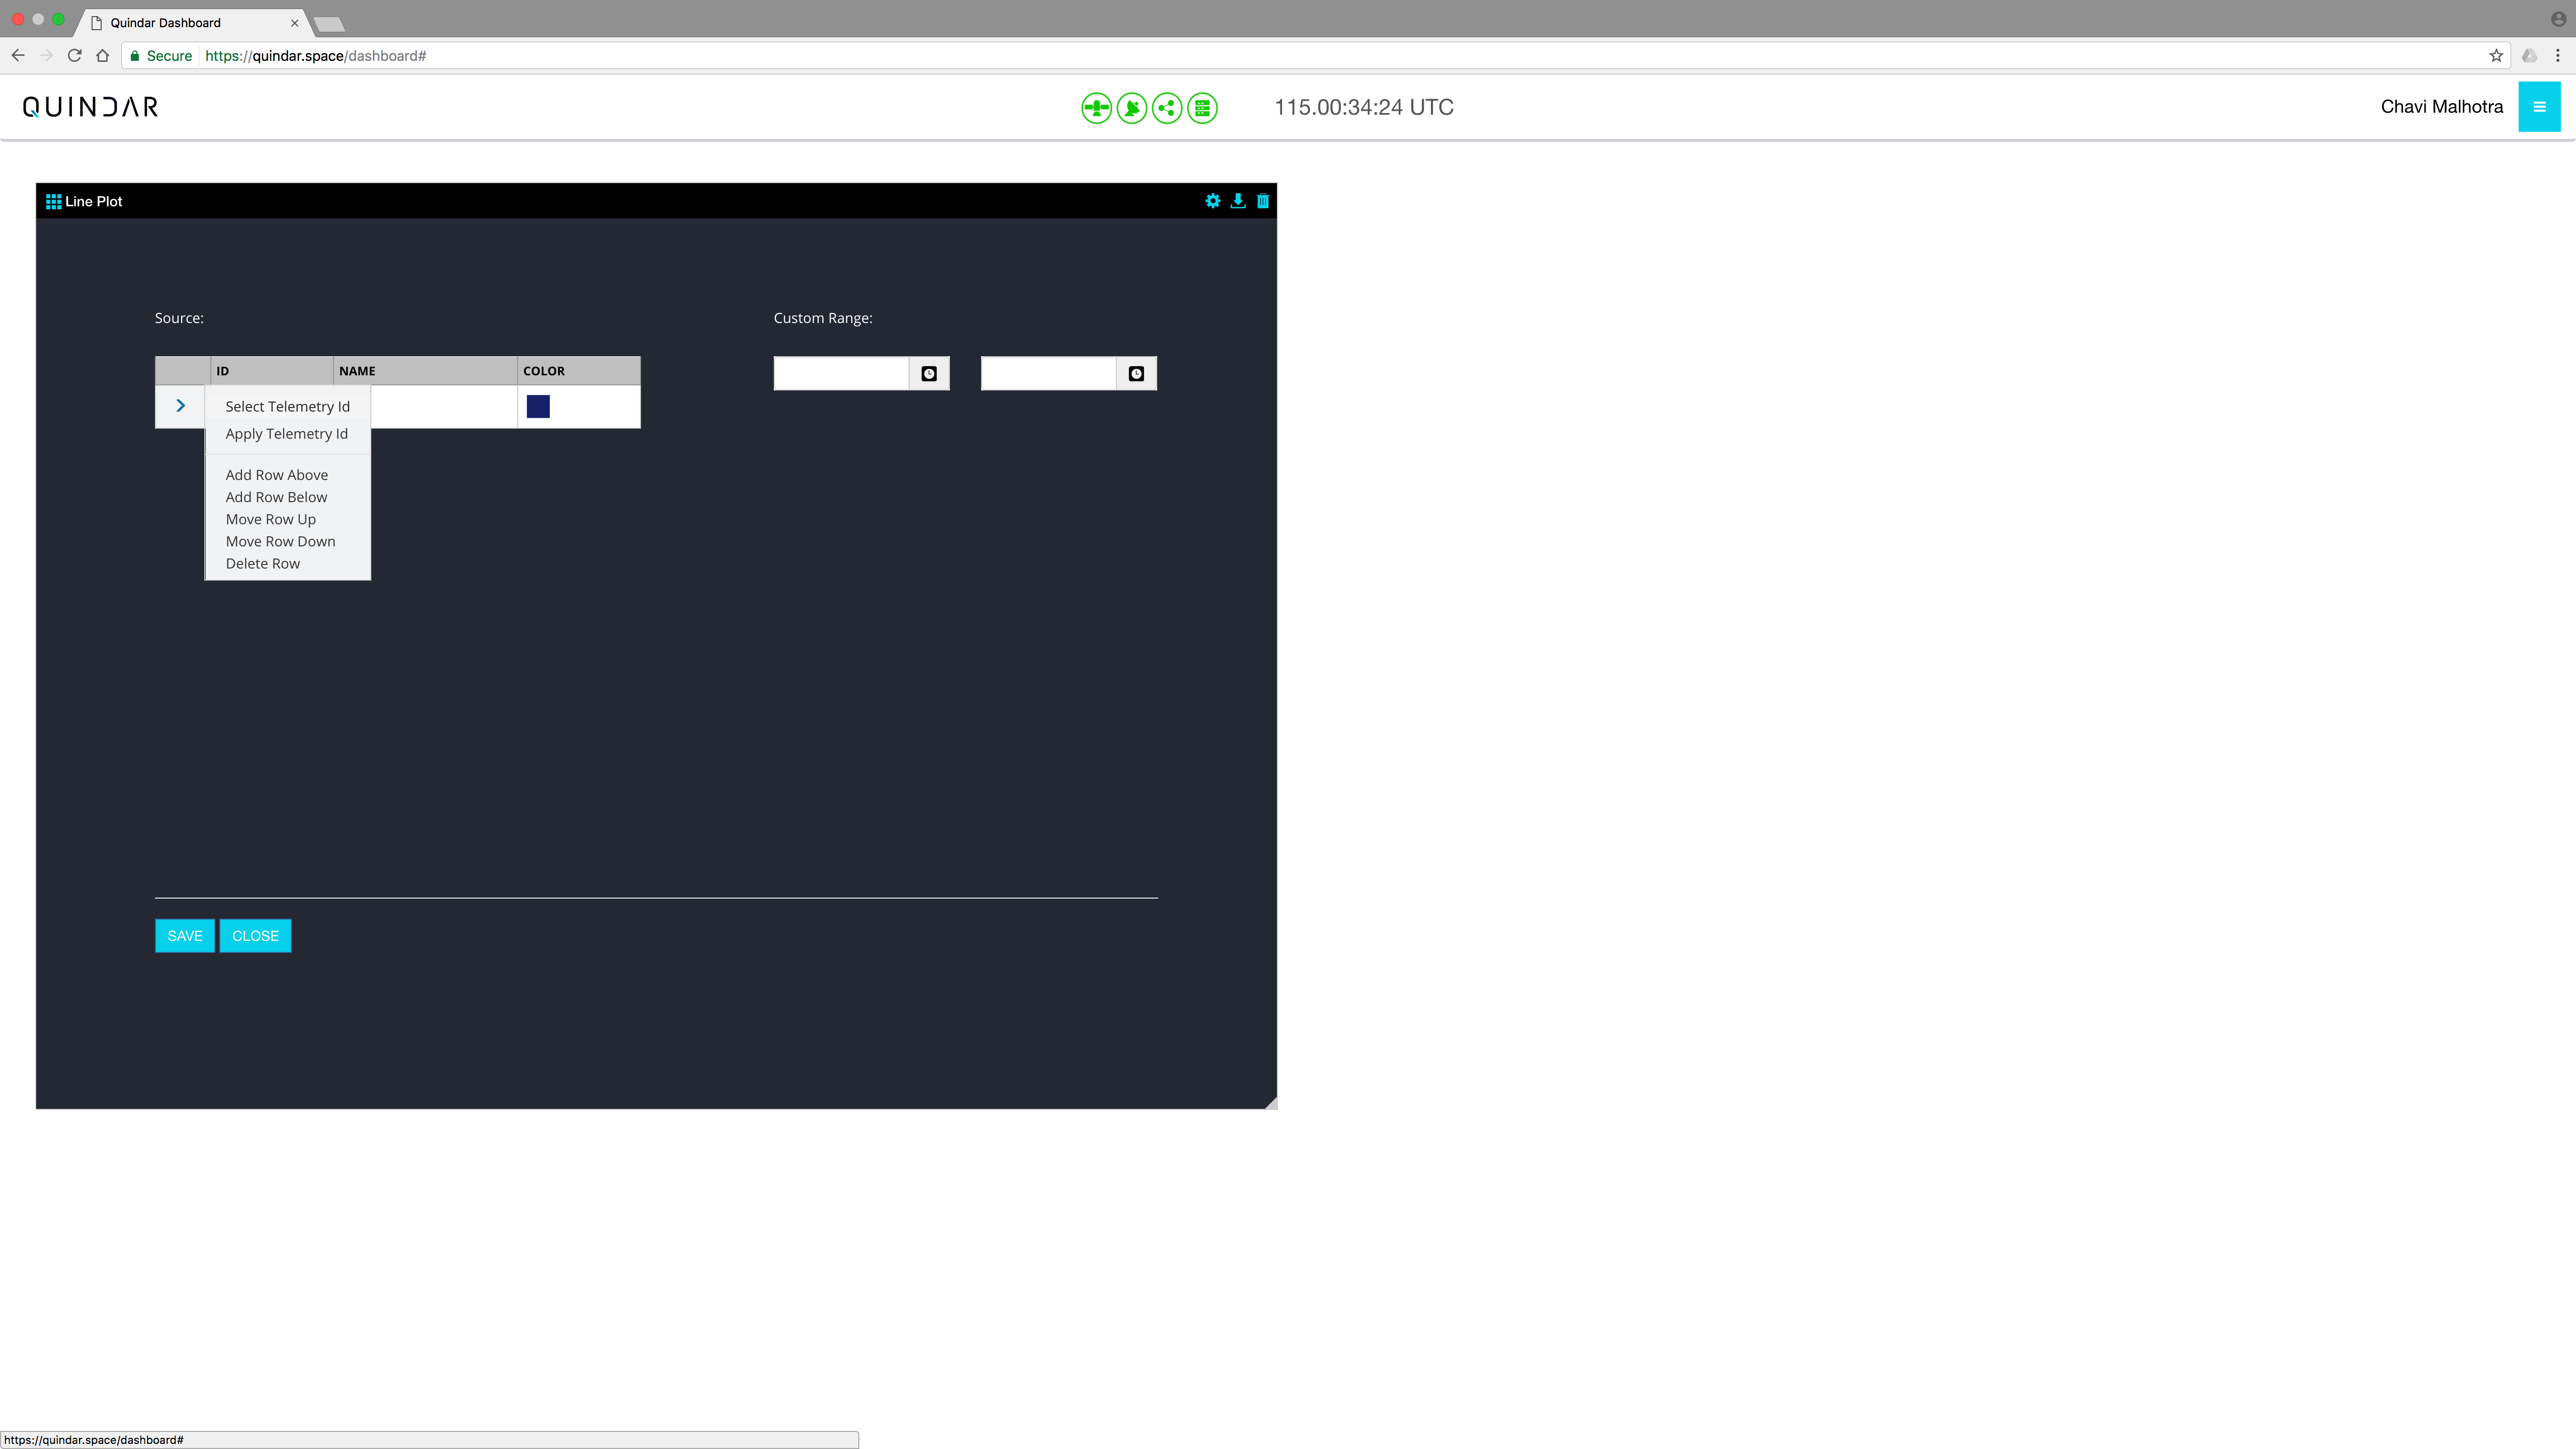 Quindar Dashboard
Secure https://quindar.space/dashboard#
QUINDAR 115.00:34:24 UTC Chavi Malhotra
Line Plot
Source: Custom Range:
ID NAME COLOR
Select Telemetry Id
Apply Telemetry Id
Add Row Above
Add Row Below
Move Row Up
Move Row Down
Delete Row
SAVE CLOSE
https://quindar.space/dashboard#